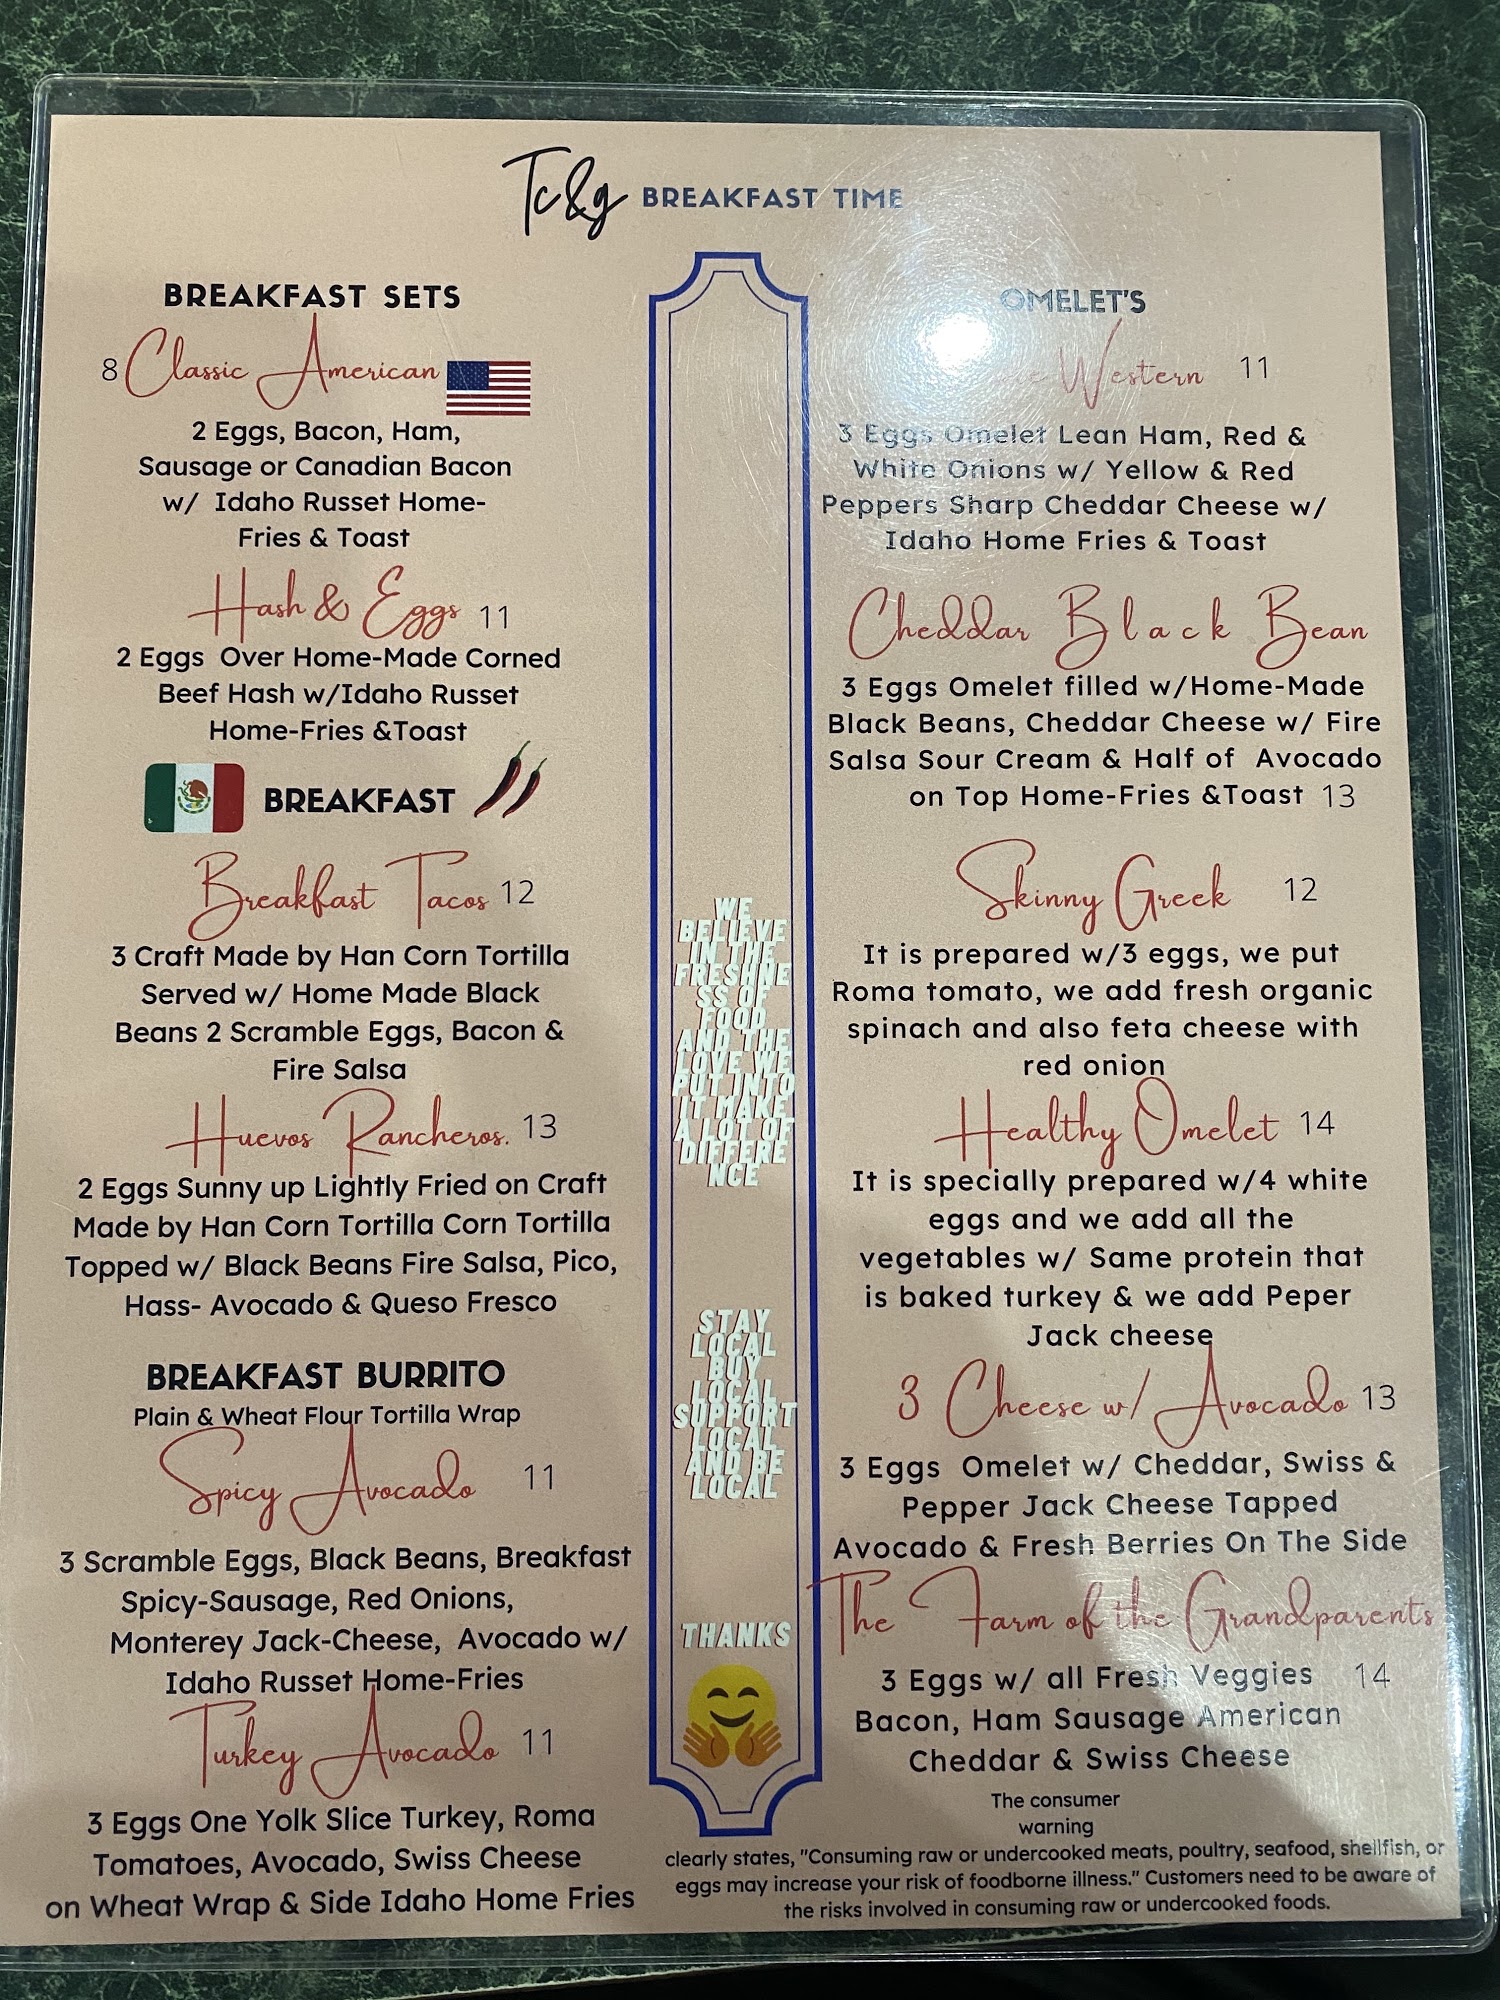 Tc&g BREAKFAST TIME
BREAKFAST SETS
8 Classic American
2 Eggs, Bacon, Ham,
Sausage or Canadian Bacon
w/ Idaho Russet Home-
Fries & Toast
Hash & Eggs 11
2 Eggs Over Home-Made Corned
Beef Hash w/Idaho Russet
Home-Fries &Toast
BREAKFAST
Breakfast Tacos 12
3 Craft Made by Han Corn Tortilla
Served w/ Home Made Black
Beans 2 Scramble Eggs, Bacon &
Fire Salsa
Huevos Rancheros. 13
2 Eggs Sunny up Lightly Fried on Craft
Made by Han Corn Tortilla Corn Tortilla
Topped w/ Black Beans Fire Salsa, Pico,
Hass- Avocado & Queso Fresco
BREAKFAST BURRITO
Plain & Wheat Flour Tortilla Wrap
Spicy Avocado 11
3 Scramble Eggs, Black Beans, Breakfast
Spicy-Sausage, Red Onions,
Monterey Jack-Cheese, Avocado w/
Idaho Russet Home-Fries
Turkey Avocado 11
3 Eggs One Yolk Slice Turkey, Roma
Tomatoes, Avocado, Swiss Cheese
on Wheat Wrap & Side Idaho Home Fries
WE
BELIEVE
IN THE
FRESHNE
SS OF
FOOD
AND THE
LOVE WE
PUT INTO
IT MAKE
A LOT OF
DIFFERE
NCE
STAY
LOCAL
BUY
LOCAL
SUPPORT
LOCAL
AND BE
LOCAL
THANKS
OMELET'S
Western 11
3 Eggs Omelet Lean Ham, Red &
White Onions w/ Yellow & Red
Peppers Sharp Cheddar Cheese w/
Idaho Home Fries & Toast
Cheddar Black Bean
3 Eggs Omelet filled w/Home-Made
Black Beans, Cheddar Cheese w/ Fire
Salsa Sour Cream & Half of Avocado
on Top Home-Fries &Toast 13
Skinny Greek 12
It is prepared w/3 eggs, we put
Roma tomato, we add fresh organic
spinach and also feta cheese with
red onion
Healthy Omelet 14
It is specially prepared w/4 white
eggs and we add all the
vegetables w/ Same protein that
is baked turkey & we add Peper
Jack cheese
3 Cheese w/ Avocado 13
3 Eggs Omelet w/ Cheddar, Swiss &
Pepper Jack Cheese Tapped
Avocado & Fresh Berries On The Side
The Farm of the Grandparents
3 Eggs w/ all Fresh Veggies 14
Bacon, Ham Sausage American
Cheddar & Swiss Cheese
The consumer
warning
clearly states, "Consuming raw or undercooked meats, poultry, seafood, shellfish, or
eggs may increase your risk of foodborne illness." Customers need to be aware of
the risks involved in consuming raw or undercooked foods.